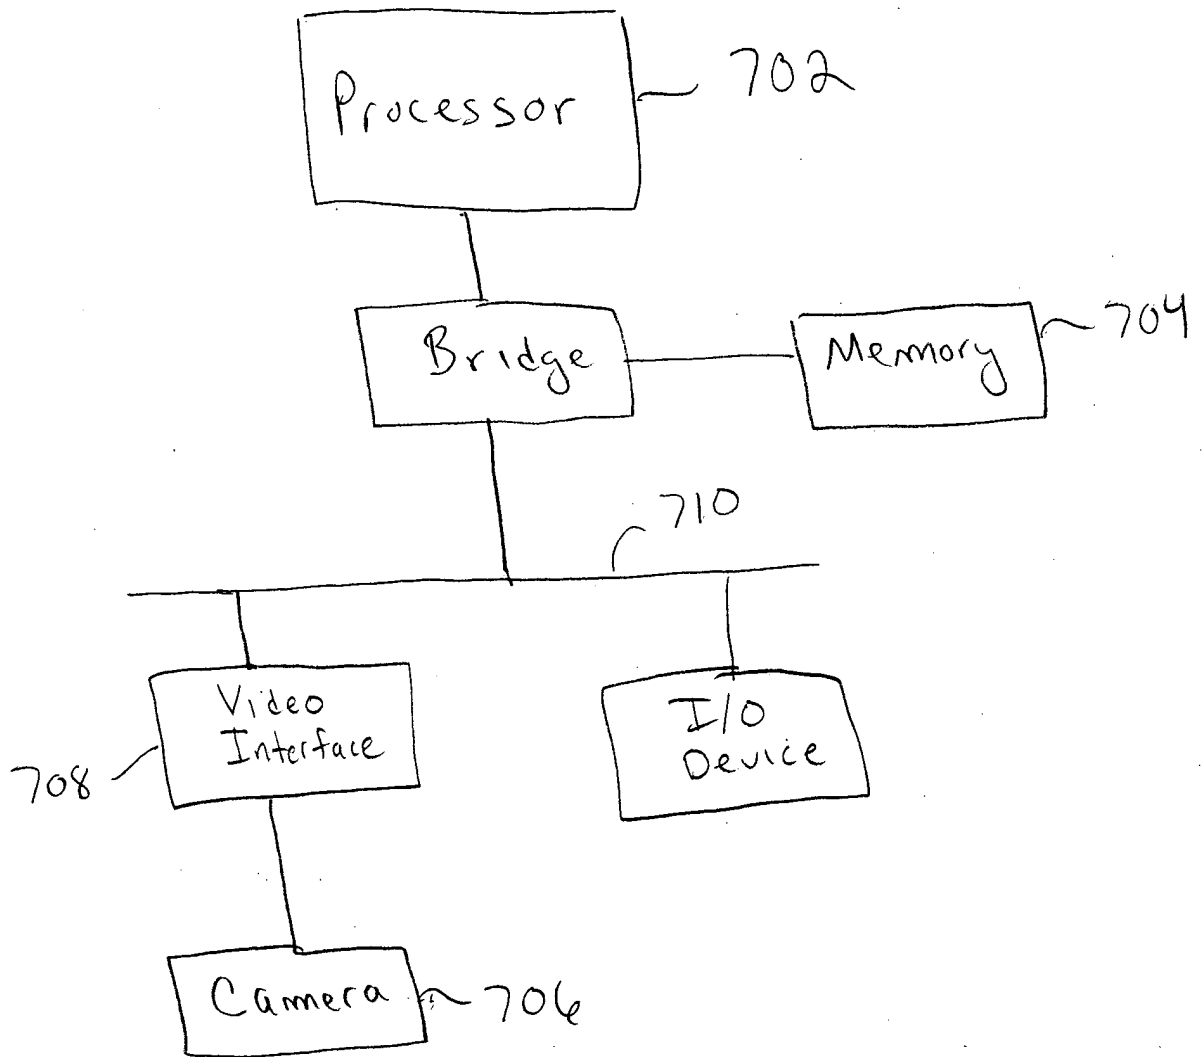 Processor
702
Bridge
Memory
704
710
Video
Interface
708
I/O
Device
Camera
706